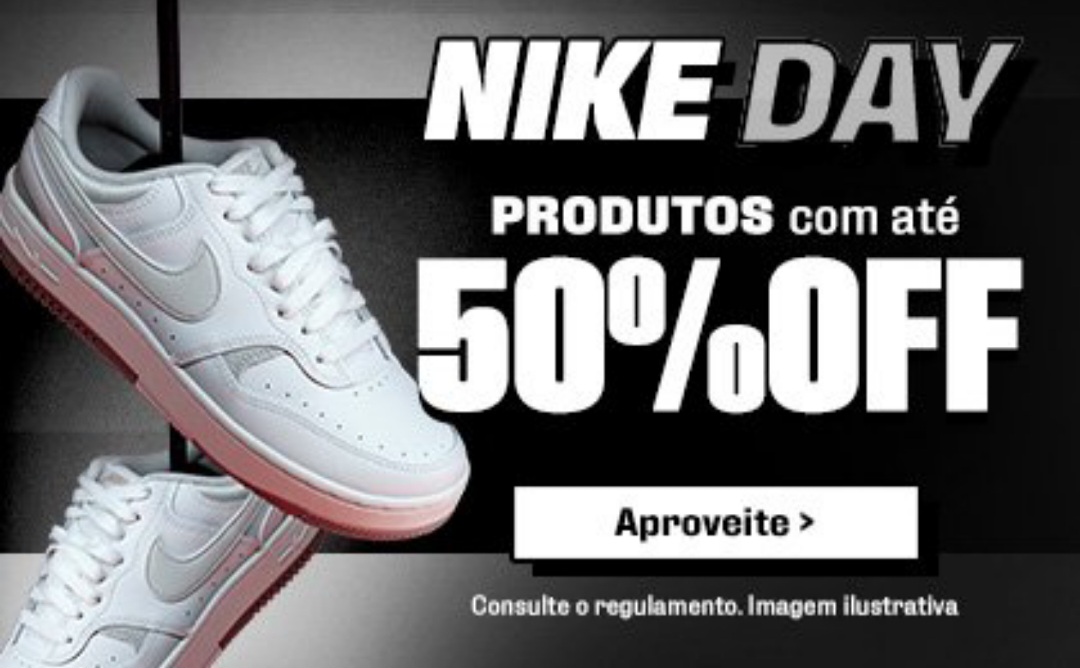 NIKE DAY
PRODUTOS com até
50%OFF
Aproveite >
Consulte o regulamento. Imagem ilustrativa